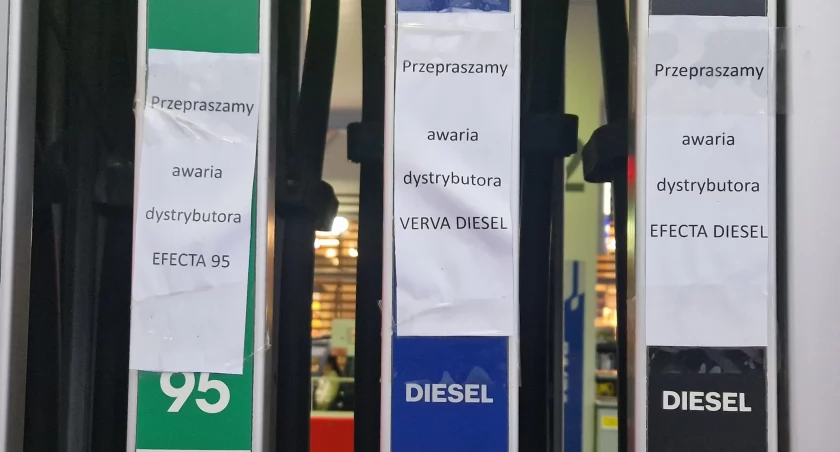 Przepraszamy
awaria
dystrybutora
EFECTA 95
95
Przepraszamy
awaria
dystrybutora
VERVA DIESEL
DIESEL
Przepraszamy
awaria
dystrybutora
EFECTA DIESEL
DIESEL